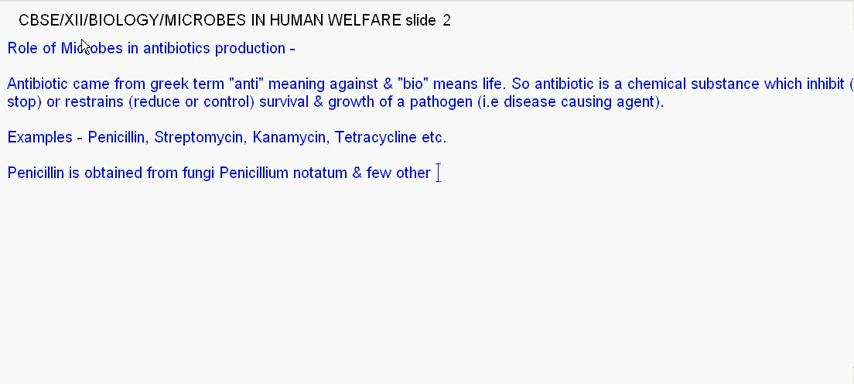 CBSE/XII/BIOLOGY/MICROBES IN HUMAN WELFARE slide 2
Role of Microbes in antibiotics production -
Antibiotic came from greek term "anti" meaning against & "bio" means life. So antibiotic is a chemical substance which inhibit (
stop) or restrains (reduce or control) survival & growth of a pathogen (i.e disease causing agent).
Examples - Penicillin, Streptomycin, Kanamycin, Tetracycline etc.
Penicillin is obtained from fungi Penicillium notatum & few other